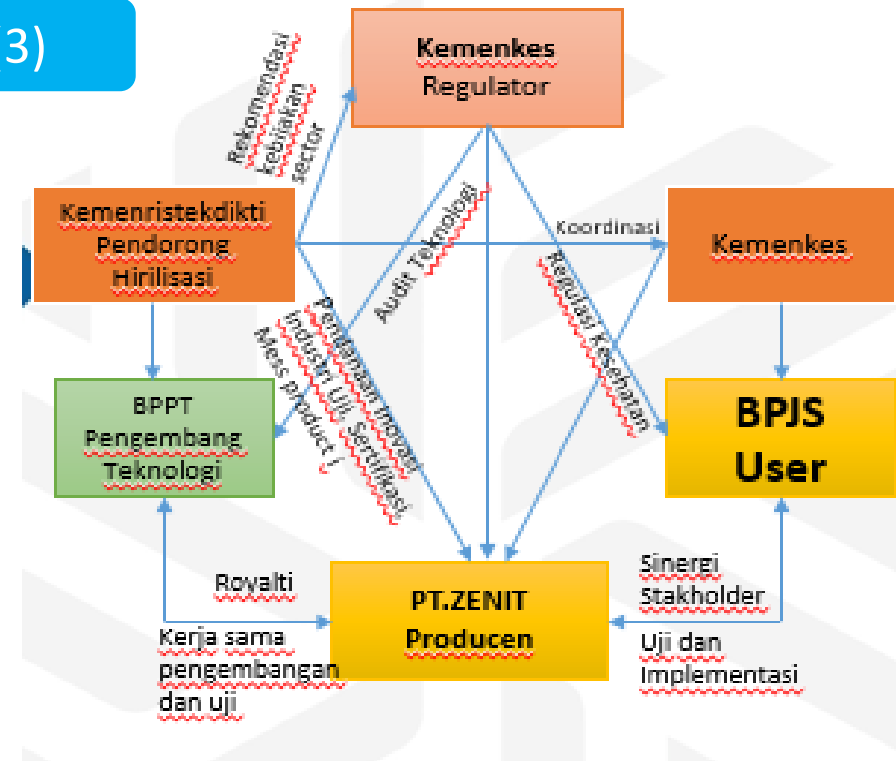 3)
Kemenkes
Regulator
Rekomendasi
kebijakan
sector
Kemenristekdikti
Pendorong
Hirilisasi
Audit Teknologi
Koordinasi
Kemenkes
Regulasi Kesehatan
Pendanaan inovasi
Industri Uji, Sertifikasi,
Mess product (
BPPT
Pengembang
Teknologi
BPJS
User
Royalti
Kerja sama
pengembangan
dan uji
PT.ZENIT
Producen
Sinergi
Stakholder
Uji dan
Implementasi